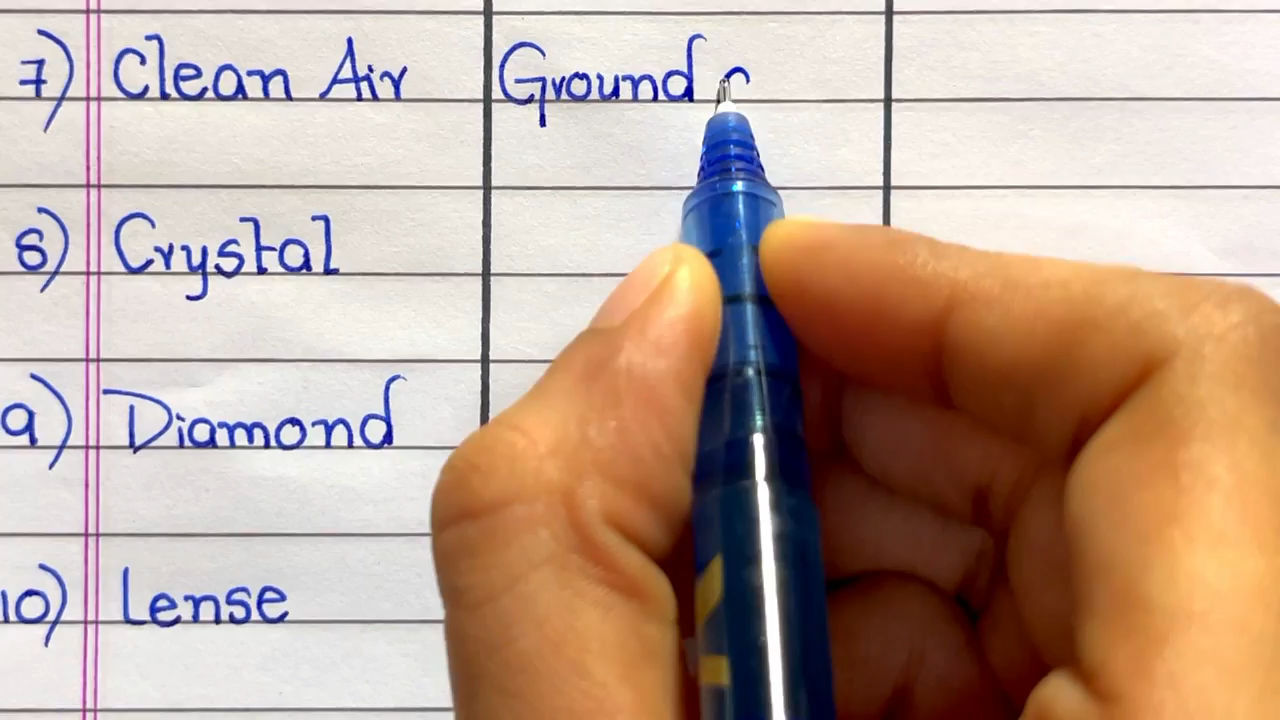 7) Clean Air Ground
8) Crystal
9) Diamond
10) Lense